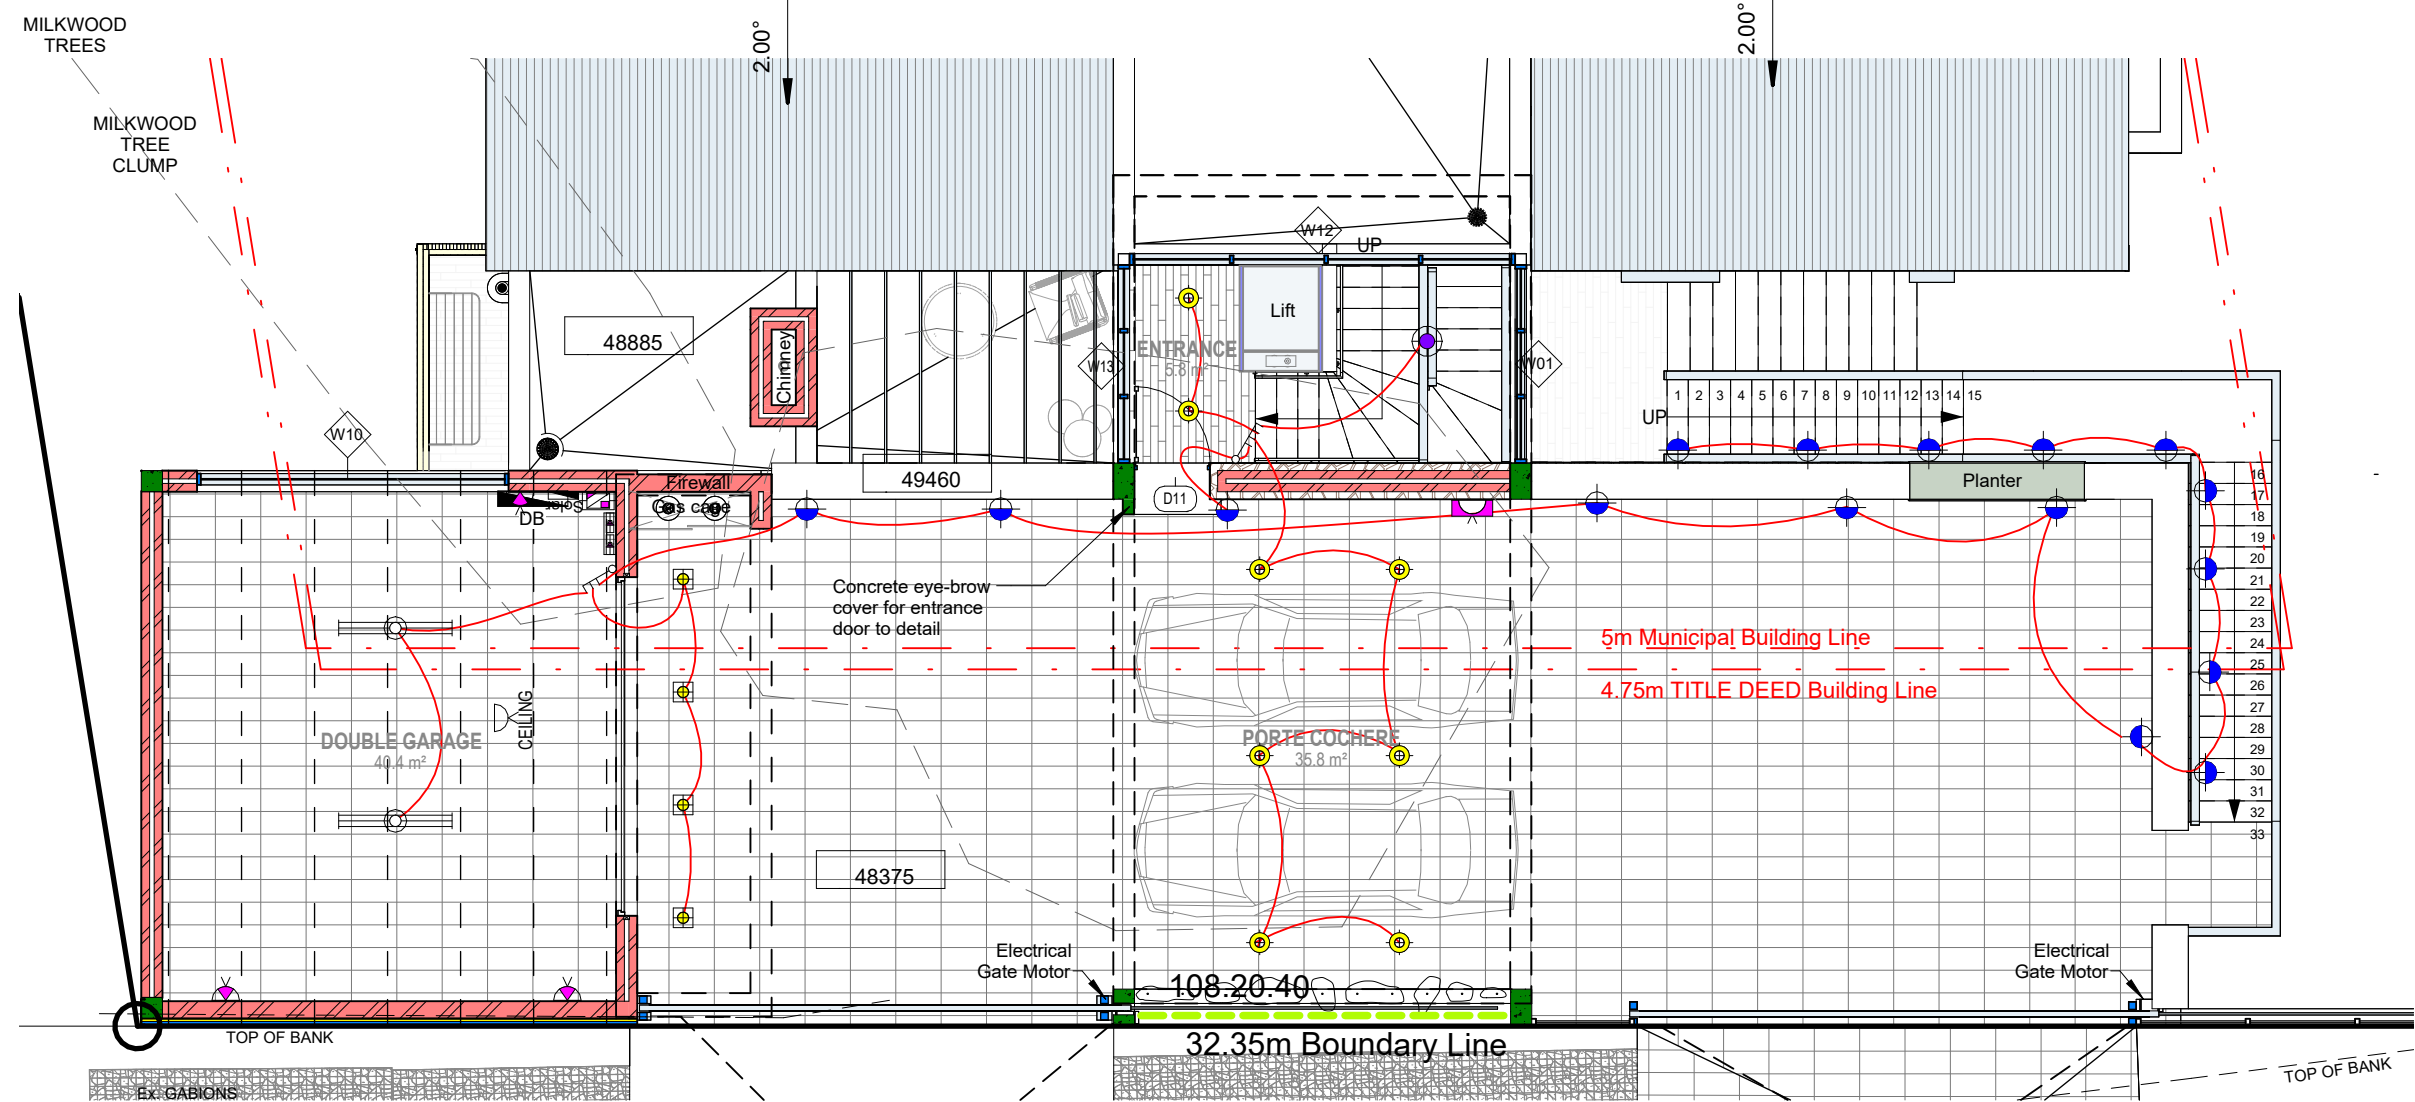 MILKWOOD
TREES
2.00°
2.00°
MILKWOOD
TREE
CLUMP
W12
UP
Lift
48885
Chimney
ENTRANCE
5.8 m²
W13
W01
1 2 3 4 5 6 7 8 9 10 11 12 13 14 15
UP
W10
49460
Firewall
Gas cage
D11
Planter
DB
Solar
16
17
18
19
20
21
22
23
24
25
26
27
28
29
30
31
32
33
Concrete eye-brow
cover for entrance
door to detail
5m Municipal Building Line
4.75m TITLE DEED Building Line
CEILING
DOUBLE GARAGE
40.4 m²
PORTE COCHERE
35.8 m²
48375
Electrical
Gate Motor
Electrical
Gate Motor
108.20.40
TOP OF BANK
32.35m Boundary Line
TOP OF BANK
Ex. GABIONS